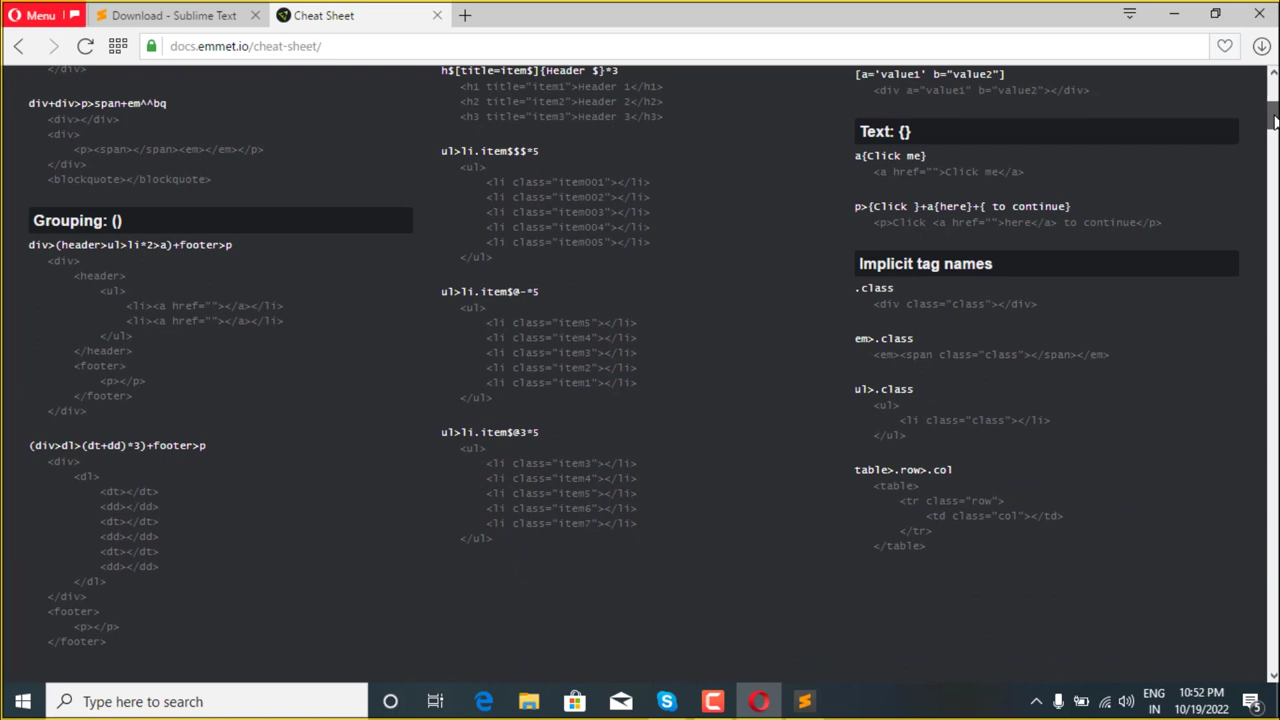 Menu
Download - Sublime Text
Cheat Sheet
docs.emmet.io/cheat-sheet/
</div>
div+div>p>span+em^^bq
<div></div>
<div>
<p><span></span><em></em></p>
</div>
<blockquote></blockquote>
Grouping: ()
div>(header>ul>li*2>a)+footer>p
<div>
<header>
<ul>
<li><a href=""></a></li>
<li><a href=""></a></li>
</ul>
</header>
<footer>
<p></p>
</footer>
</div>
(div>dl>(dt+dd)*3)+footer>p
<div>
<dl>
<dt></dt>
<dd></dd>
<dt></dt>
<dd></dd>
<dt></dt>
<dd></dd>
</dl>
</div>
<footer>
<p></p>
</footer>
h$[title=item$]{Header $}*3
<h1 title="item1">Header 1</h1>
<h2 title="item2">Header 2</h2>
<h3 title="item3">Header 3</h3>
ul>li.item$$$*5
<ul>
<li class="item001"></li>
<li class="item002"></li>
<li class="item003"></li>
<li class="item004"></li>
<li class="item005"></li>
</ul>
ul>li.item$@-*5
<ul>
<li class="item5"></li>
<li class="item4"></li>
<li class="item3"></li>
<li class="item2"></li>
<li class="item1"></li>
</ul>
ul>li.item$@3*5
<ul>
<li class="item3"></li>
<li class="item4"></li>
<li class="item5"></li>
<li class="item6"></li>
<li class="item7"></li>
</ul>
[a='value1' b="value2"]
<div a="value1" b="value2"></div>
Text: {}
a{Click me}
<a href="">Click me</a>
p>{Click }+a{here}+{ to continue}
<p>Click <a href="">here</a> to continue</p>
Implicit tag names
.class
<div class="class"></div>
em>.class
<em><span class="class"></span></em>
ul>.class
<ul>
<li class="class"></li>
</ul>
table>.row>.col
<table>
<tr class="row">
<td class="col"></td>
</tr>
</table>
Type here to search
ENG
IN
10:52 PM
10/19/2022
5